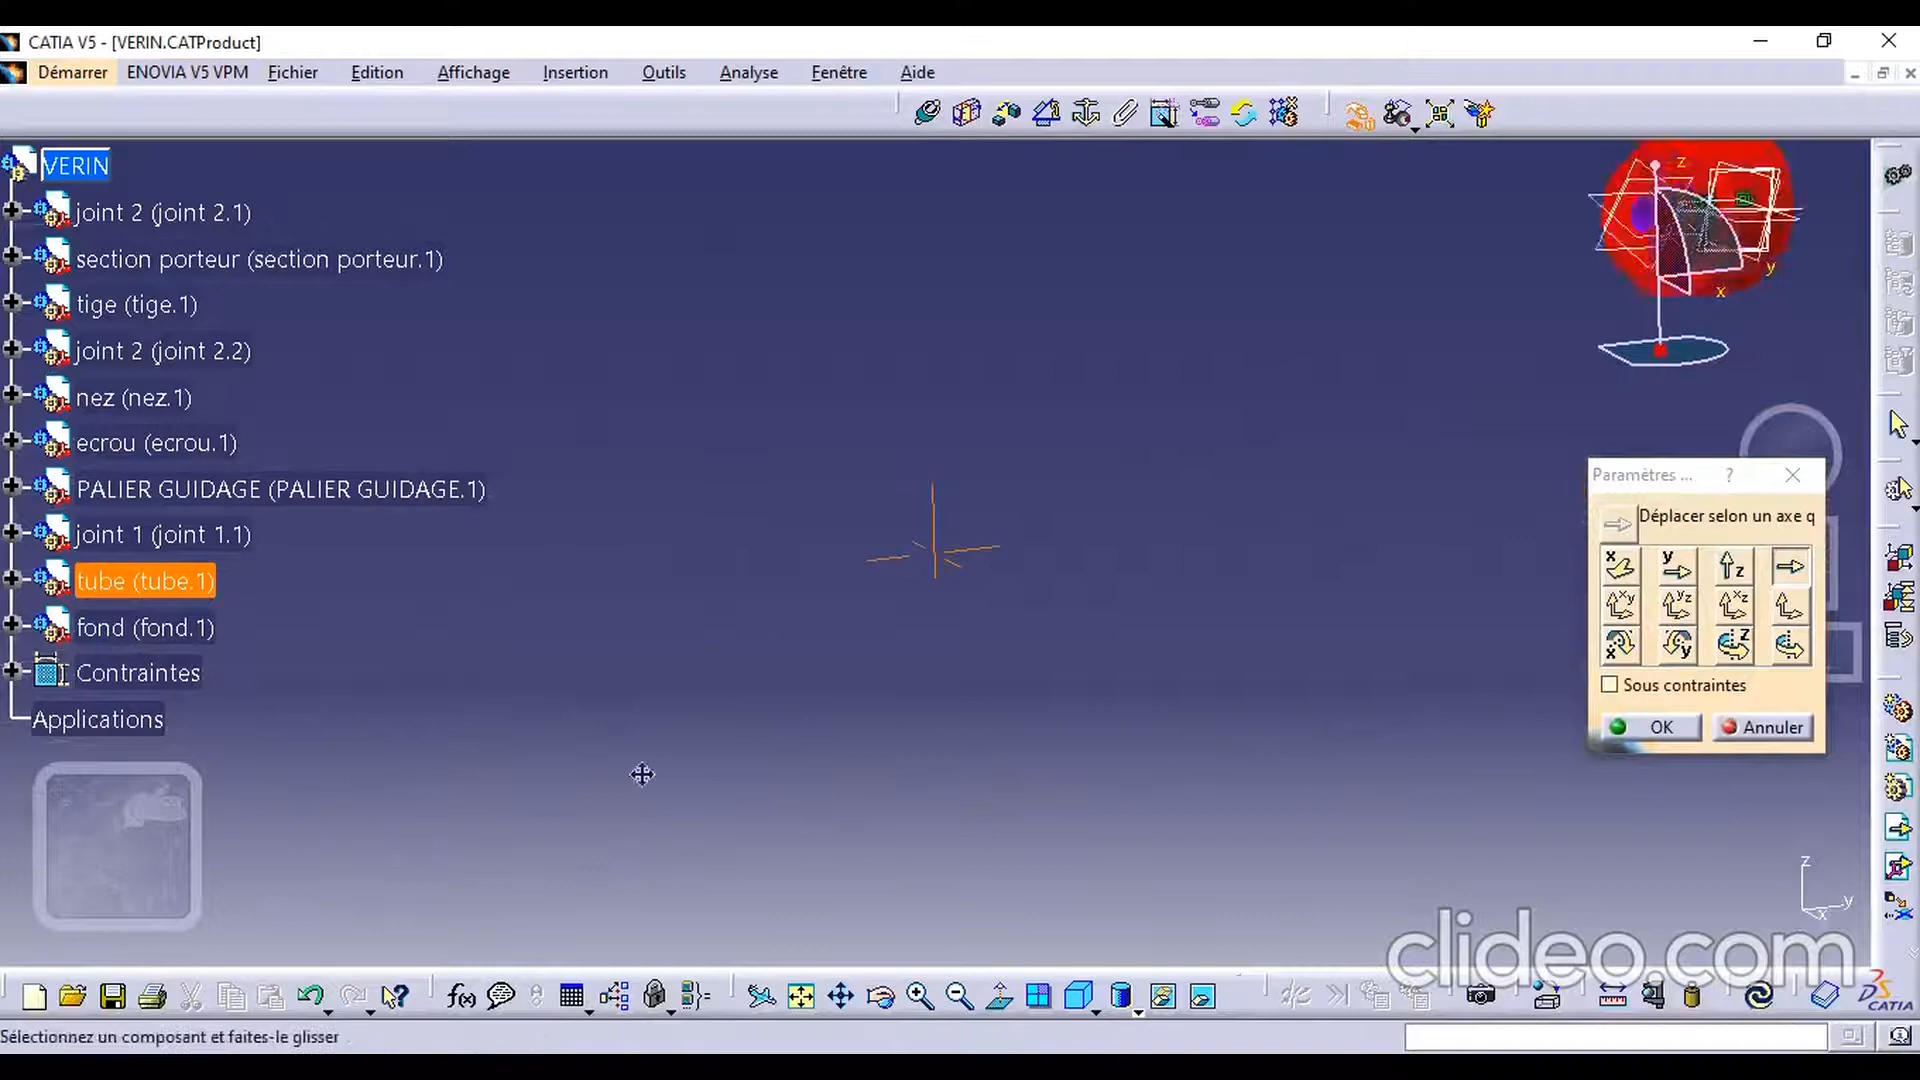 CATIA V5 - [VERIN.CATProduct]
Démarrer ENOVIA V5 VPM Fichier Edition Affichage Insertion Outils Analyse Fenêtre Aide
VERIN
joint 2 (joint 2.1)
section porteur (section porteur.1)
tige (tige.1)
joint 2 (joint 2.2)
nez (nez.1)
ecrou (ecrou.1)
PALIER GUIDAGE (PALIER GUIDAGE.1)
joint 1 (joint 1.1)
tube (tube.1)
fond (fond.1)
Contraintes
Applications
z
y
x
Paramètres ... ?
Déplacer selon un axe q
x y z
xy yz xz
x y z
Sous contraintes
OK Annuler
z
y
x
clideo.com
f(x)
CATIA
Sélectionnez un composant et faites-le glisser